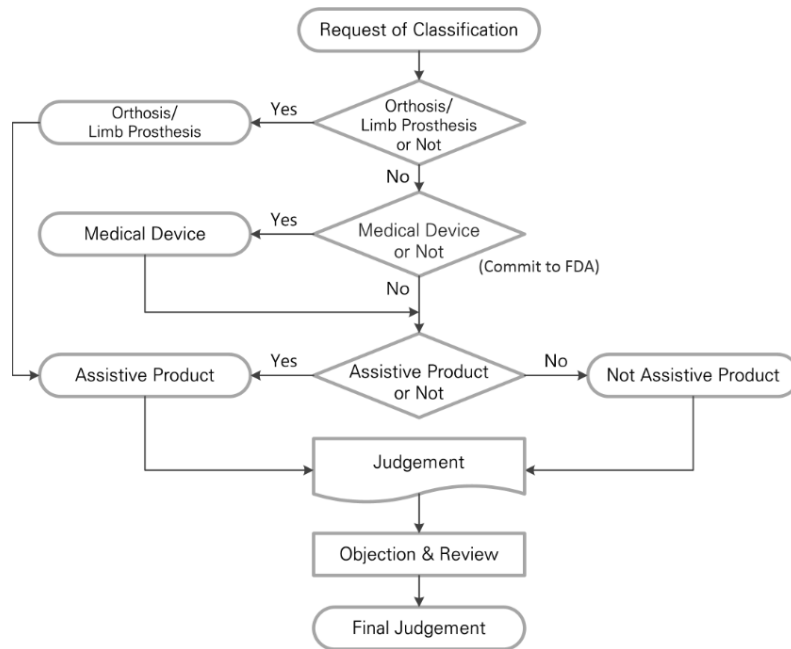 Request of Classification
Orthosis/
Limb Prosthesis
Yes
Orthosis/
Limb Prosthesis
or Not
No
Medical Device
Yes
Medical Device
or Not
(Commit to FDA)
No
Assistive Product
Yes
Assistive Product
or Not
No
Not Assistive Product
Judgement
Objection & Review
Final Judgement